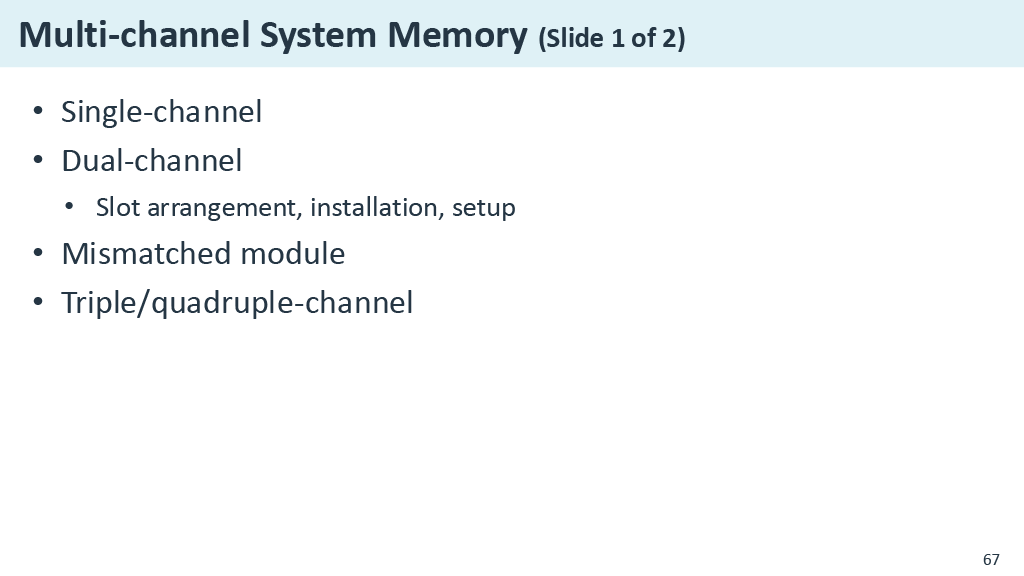 Multi-channel System Memory (Slide 1 of 2)
• Single-channel
• Dual-channel
• Slot arrangement, installation, setup
• Mismatched module
• Triple/quadruple-channel
67